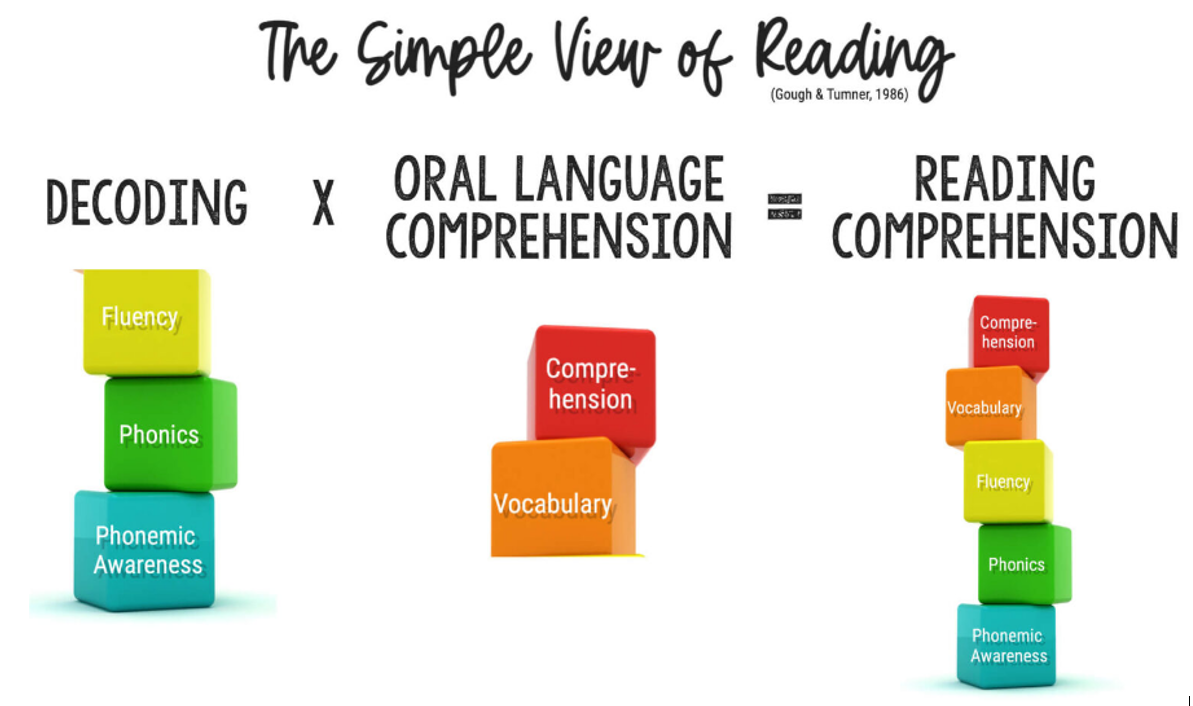 The Simple View of Reading
(Gough & Tumner, 1986)
DECODING X ORAL LANGUAGE COMPREHENSION = READING COMPREHENSION
Fluency
Phonics
Phonemic
Awareness
Compre-
hension
Vocabulary
Compre-
hension
Vocabulary
Fluency
Phonics
Phonemic
Awareness